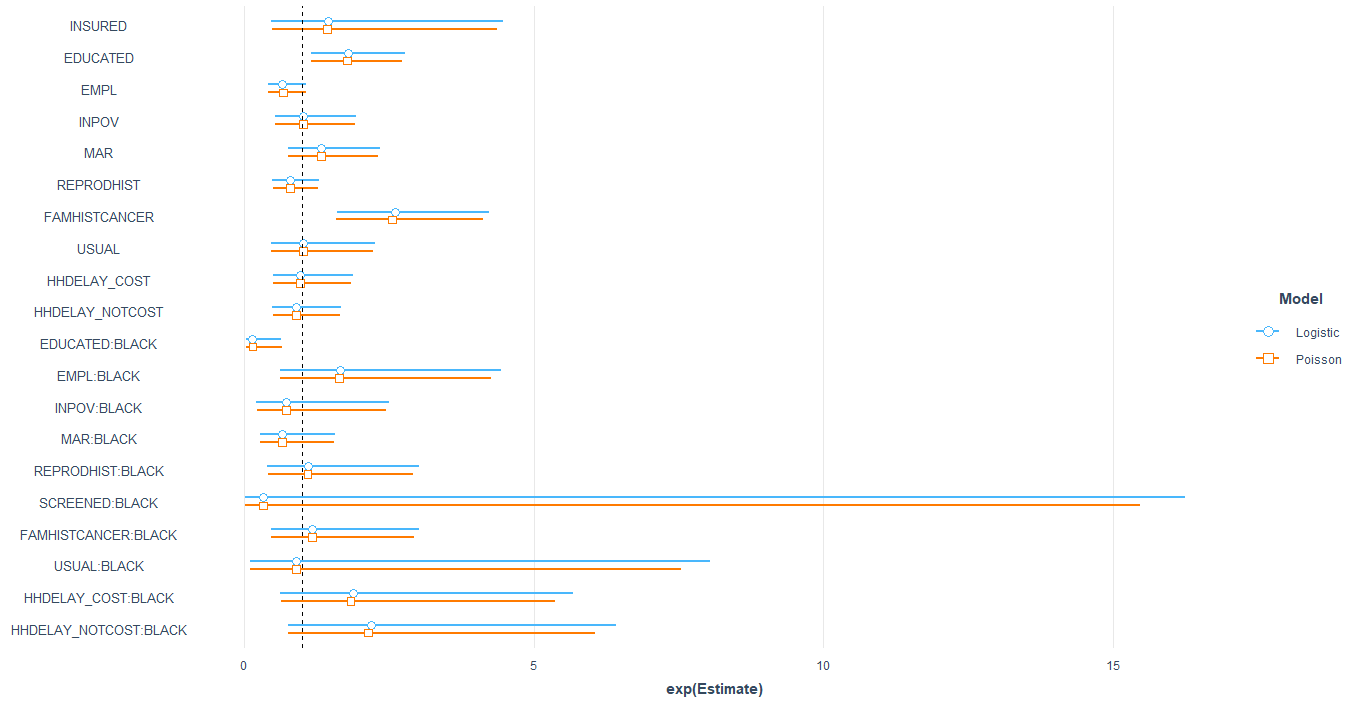 INSURED
EDUCATED
EMPL
INPOV
MAR
REPRODHIST
FAMHISTCANCER
USUAL
HHDELAY_COST
HHDELAY_NOTCOST
EDUCATED:BLACK
EMPL:BLACK
INPOV:BLACK
MAR:BLACK
REPRODHIST:BLACK
SCREENED:BLACK
FAMHISTCANCER:BLACK
USUAL:BLACK
HHDELAY_COST:BLACK
HHDELAY_NOTCOST:BLACK
0 5 10 15
exp(Estimate)
Model
Logistic
Poisson